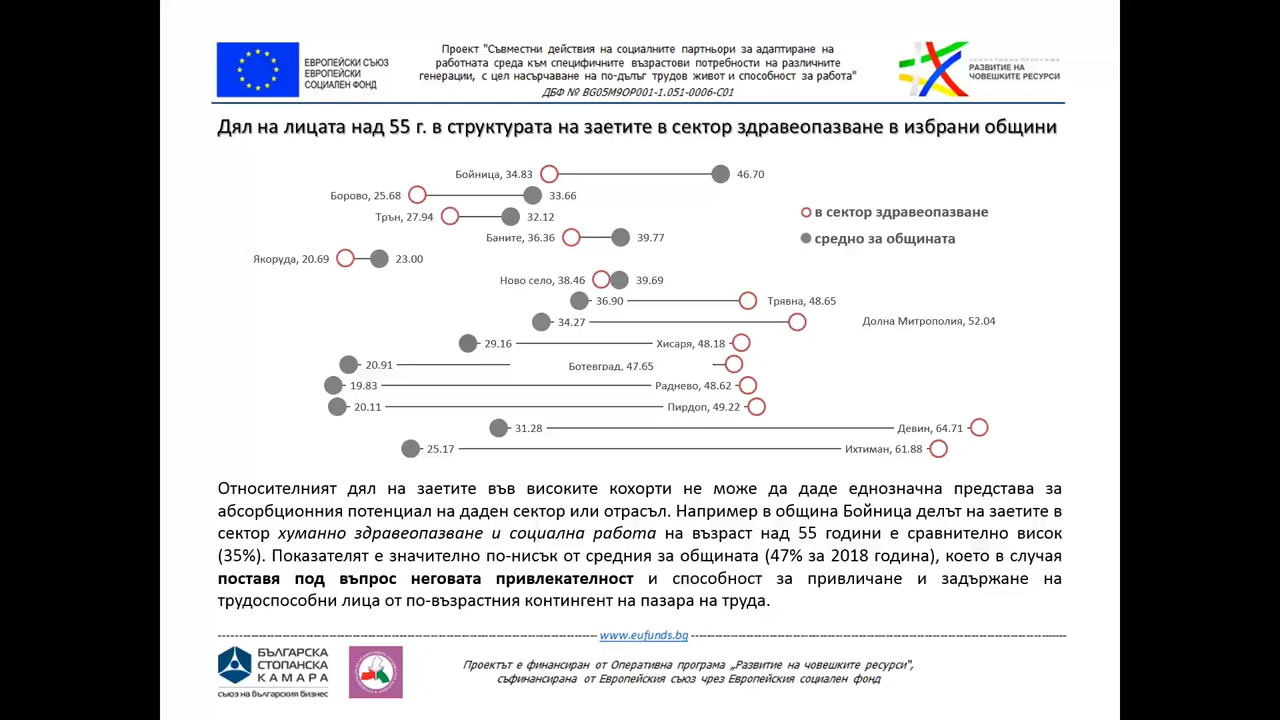 ЕВРОПЕЙСКИ СЪЮЗ
ЕВРОПЕЙСКИ
СОЦИАЛЕН ФОНД
Проект "Съвместни действия на социалните партньори за адаптиране на
работната среда към специфичните възрастови потребности на различните
генерации, с цел насърчаване на по-дълъг трудов живот и способност за работа"
ДБФ № BG05M9OP001-1.051-0006-C01
РАЗВИТИЕ НА
ЧОВЕШКИТЕ РЕСУРСИ
Дял на лицата над 55 г. в структурата на заетите в сектор здравеопазване в избрани общини
Бойница, 34.83 46.70
Борово, 25.68 33.66
Трън, 27.94 32.12
в сектор здравеопазване
Баните, 36.36 39.77
средно за общината
Якоруда, 20.69 23.00
Ново село, 38.46 39.69
36.90 Трявна, 48.65
34.27 Долна Митрополия, 52.04
29.16 Хисаря, 48.18
20.91 Ботевград, 47.65
19.83 Раднево, 48.62
20.11 Пирдоп, 49.22
31.28 Девин, 64.71
25.17 Ихтиман, 61.88
Относителният дял на заетите във високите кохорти не може да даде еднозначна представа за
абсорбционния потенциал на даден сектор или отрасъл. Например в община Бойница делът на заетите в
сектор хуманно здравеопазване и социална работа на възраст над 55 години е сравнително висок
(35%). Показателят е значително по-нисък от средния за общината (47% за 2018 година), което в случая
поставя под въпрос неговата привлекателност и способност за привличане и задържане на
трудоспособни лица от по-възрастния контингент на пазара на труда.
www.eufunds.bg
БЪЛГАРСКА
СТОПАНСКА
КАМАРА
СЪЮЗ НА БЪЛГАРСКИЯ БИЗНЕС
Проектът е финансиран от Оперативна програма „Развитие на човешките ресурси",
съфинансирана от Европейския съюз чрез Европейския социален фонд